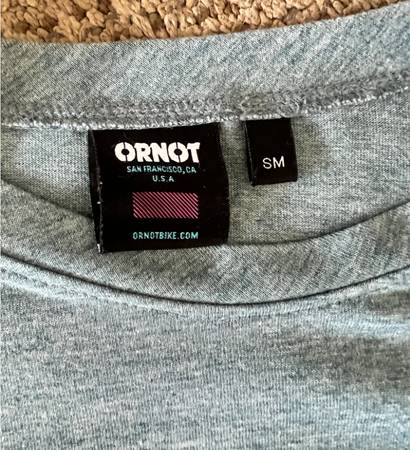 ORNOT
SAN FRANCISCO, CA
U.S.A
ORNOTBIKE.COM
SM